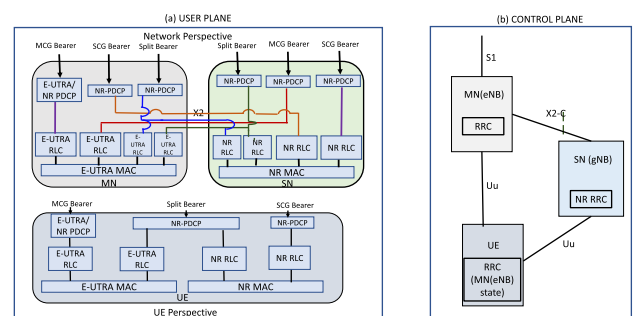 (a) USER PLANE
Network Perspective
MCG Bearer
SCG Bearer
Split Bearer
Split Bearer
MCG Bearer
SCG Bearer
E-UTRA/
NR PDCP
NR-PDCP
NR-PDCP
NR-PDCP
NR-PDCP
NR-PDCP
X2
E-UTRA
RLC
E-UTRA
RLC
E-
UTRA
RLC
E-
UTRA
RLC
NR
RLC
NR
RLC
NR RLC
NR RLC
E-UTRA MAC
MN
NR MAC
SN
MCG Bearer
Split Bearer
SCG Bearer
E-UTRA/
NR PDCP
NR-PDCP
NR-PDCP
E-UTRA
RLC
E-UTRA
RLC
NR RLC
NR RLC
E-UTRA MAC
NR MAC
UE
UE Perspective
(b) CONTROL PLANE
S1
MN(eNB)
RRC
X2-C
SN (gNB)
NR RRC
Uu
Uu
UE
RRC
(MN(eNB)
state)